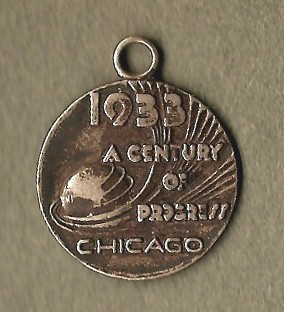 1933
A CENTURY
OF
PROGRESS
CHICAGO